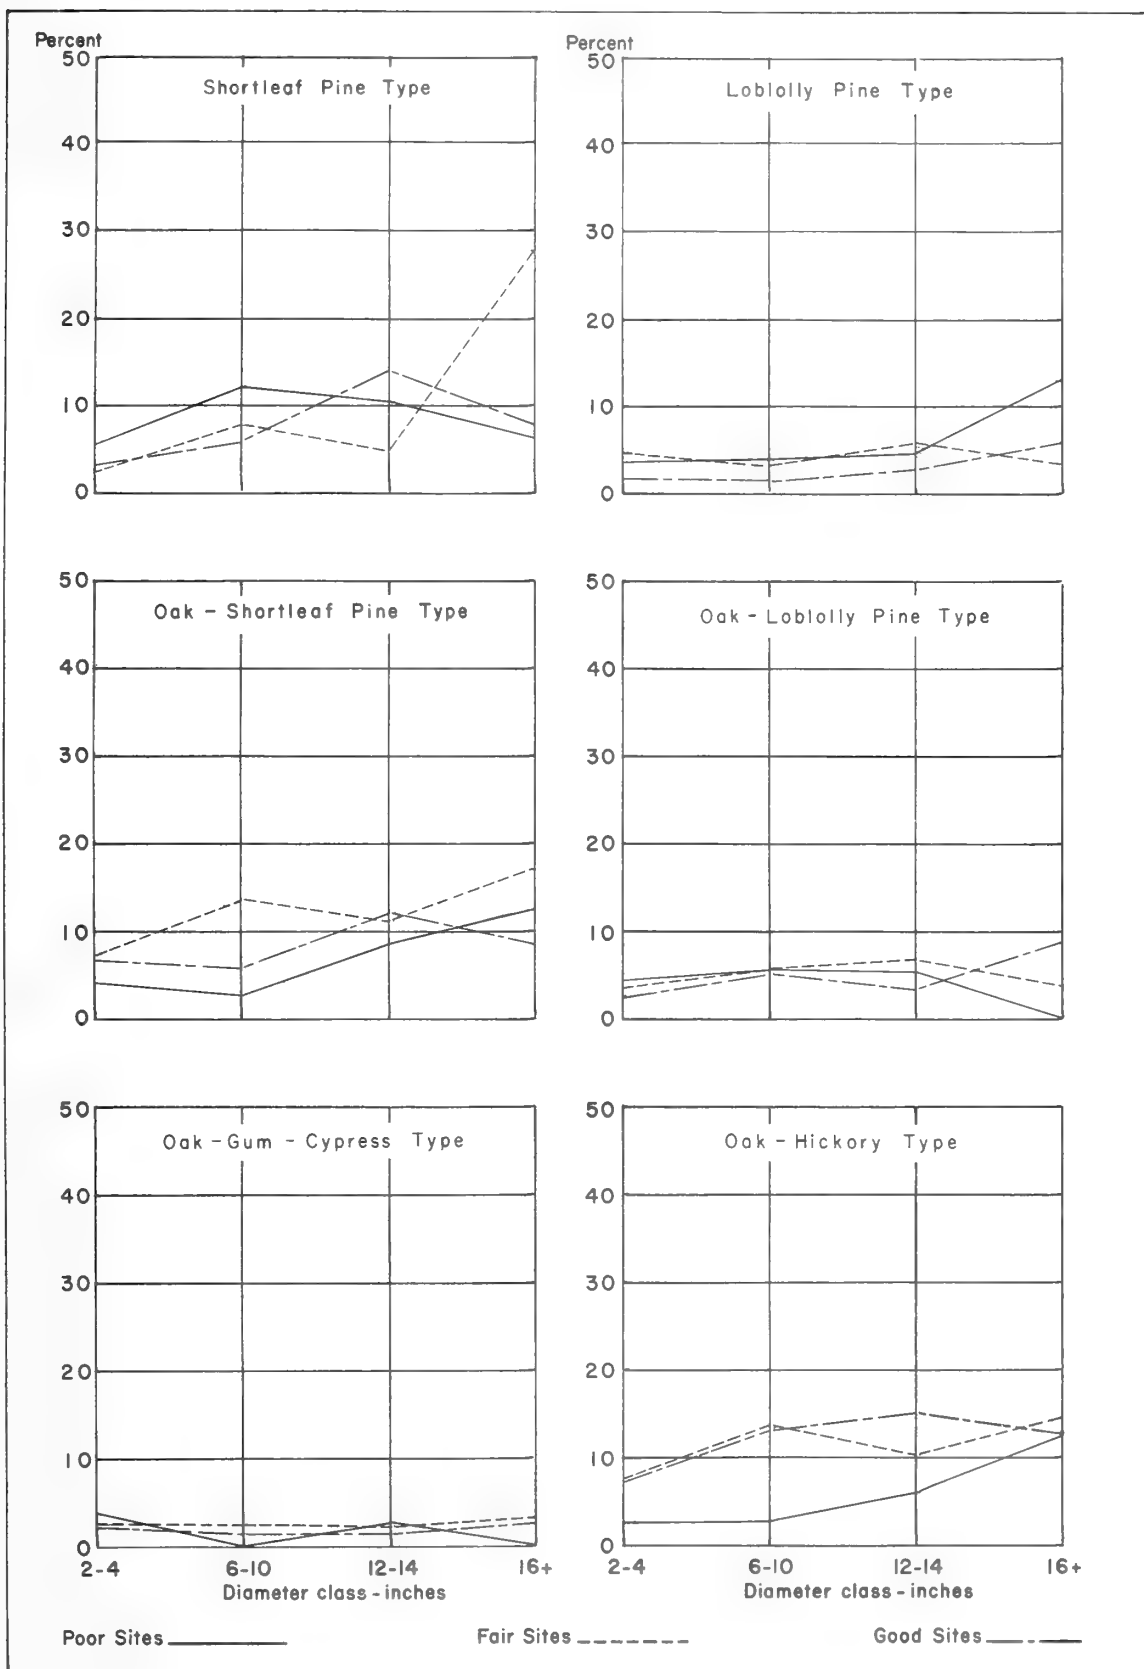 Percent
50
Shortleaf Pine Type
40
30
20
10
0
Percent
50
Loblolly Pine Type
40
30
20
10
0
50
Oak - Shortleaf Pine Type
40
30
20
10
0
50
Oak - Loblolly Pine Type
40
30
20
10
0
50
Oak - Gum - Cypress Type
40
30
20
10
0
2-4 6-10 12-14 16+
Diameter class - inches
50
Oak - Hickory Type
40
30
20
10
0
2-4 6-10 12-14 16+
Diameter class - inches
Poor Sites Fair Sites Good Sites